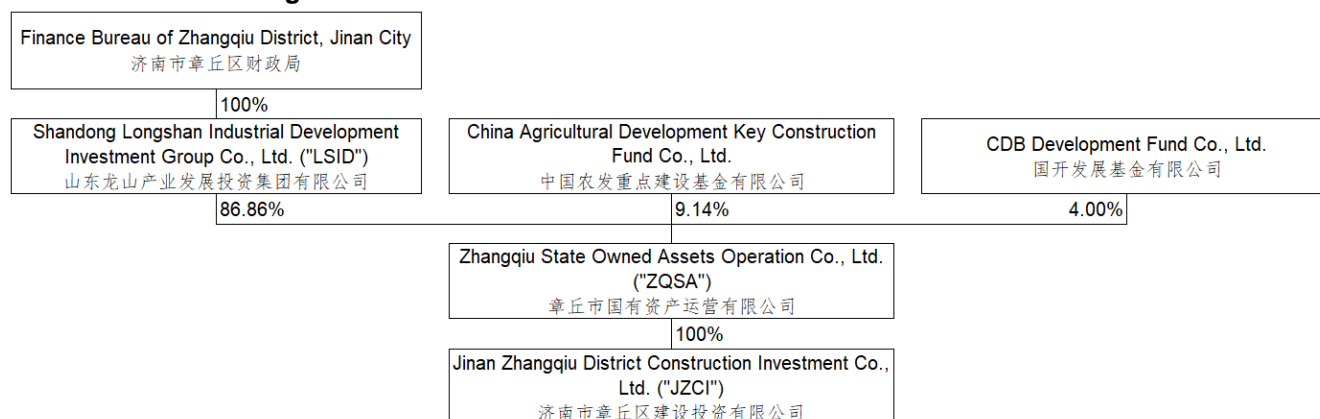 Finance Bureau of Zhangqiu District, Jinan City
济南市章丘区财政局
100%
Shandong Longshan Industrial Development
Investment Group Co., Ltd. ("LSID")
山东龙山产业发展投资集团有限公司
China Agricultural Development Key Construction
Fund Co., Ltd.
中国农发重点建设基金有限公司
CDB Development Fund Co., Ltd.
国开发展基金有限公司
86.86%
9.14%
4.00%
Zhangqiu State Owned Assets Operation Co., Ltd.
("ZQSA")
章丘市国有资产运营有限公司
100%
Jinan Zhangqiu District Construction Investment Co.,
Ltd. ("JZCI")
济南市章丘区建设投资有限公司